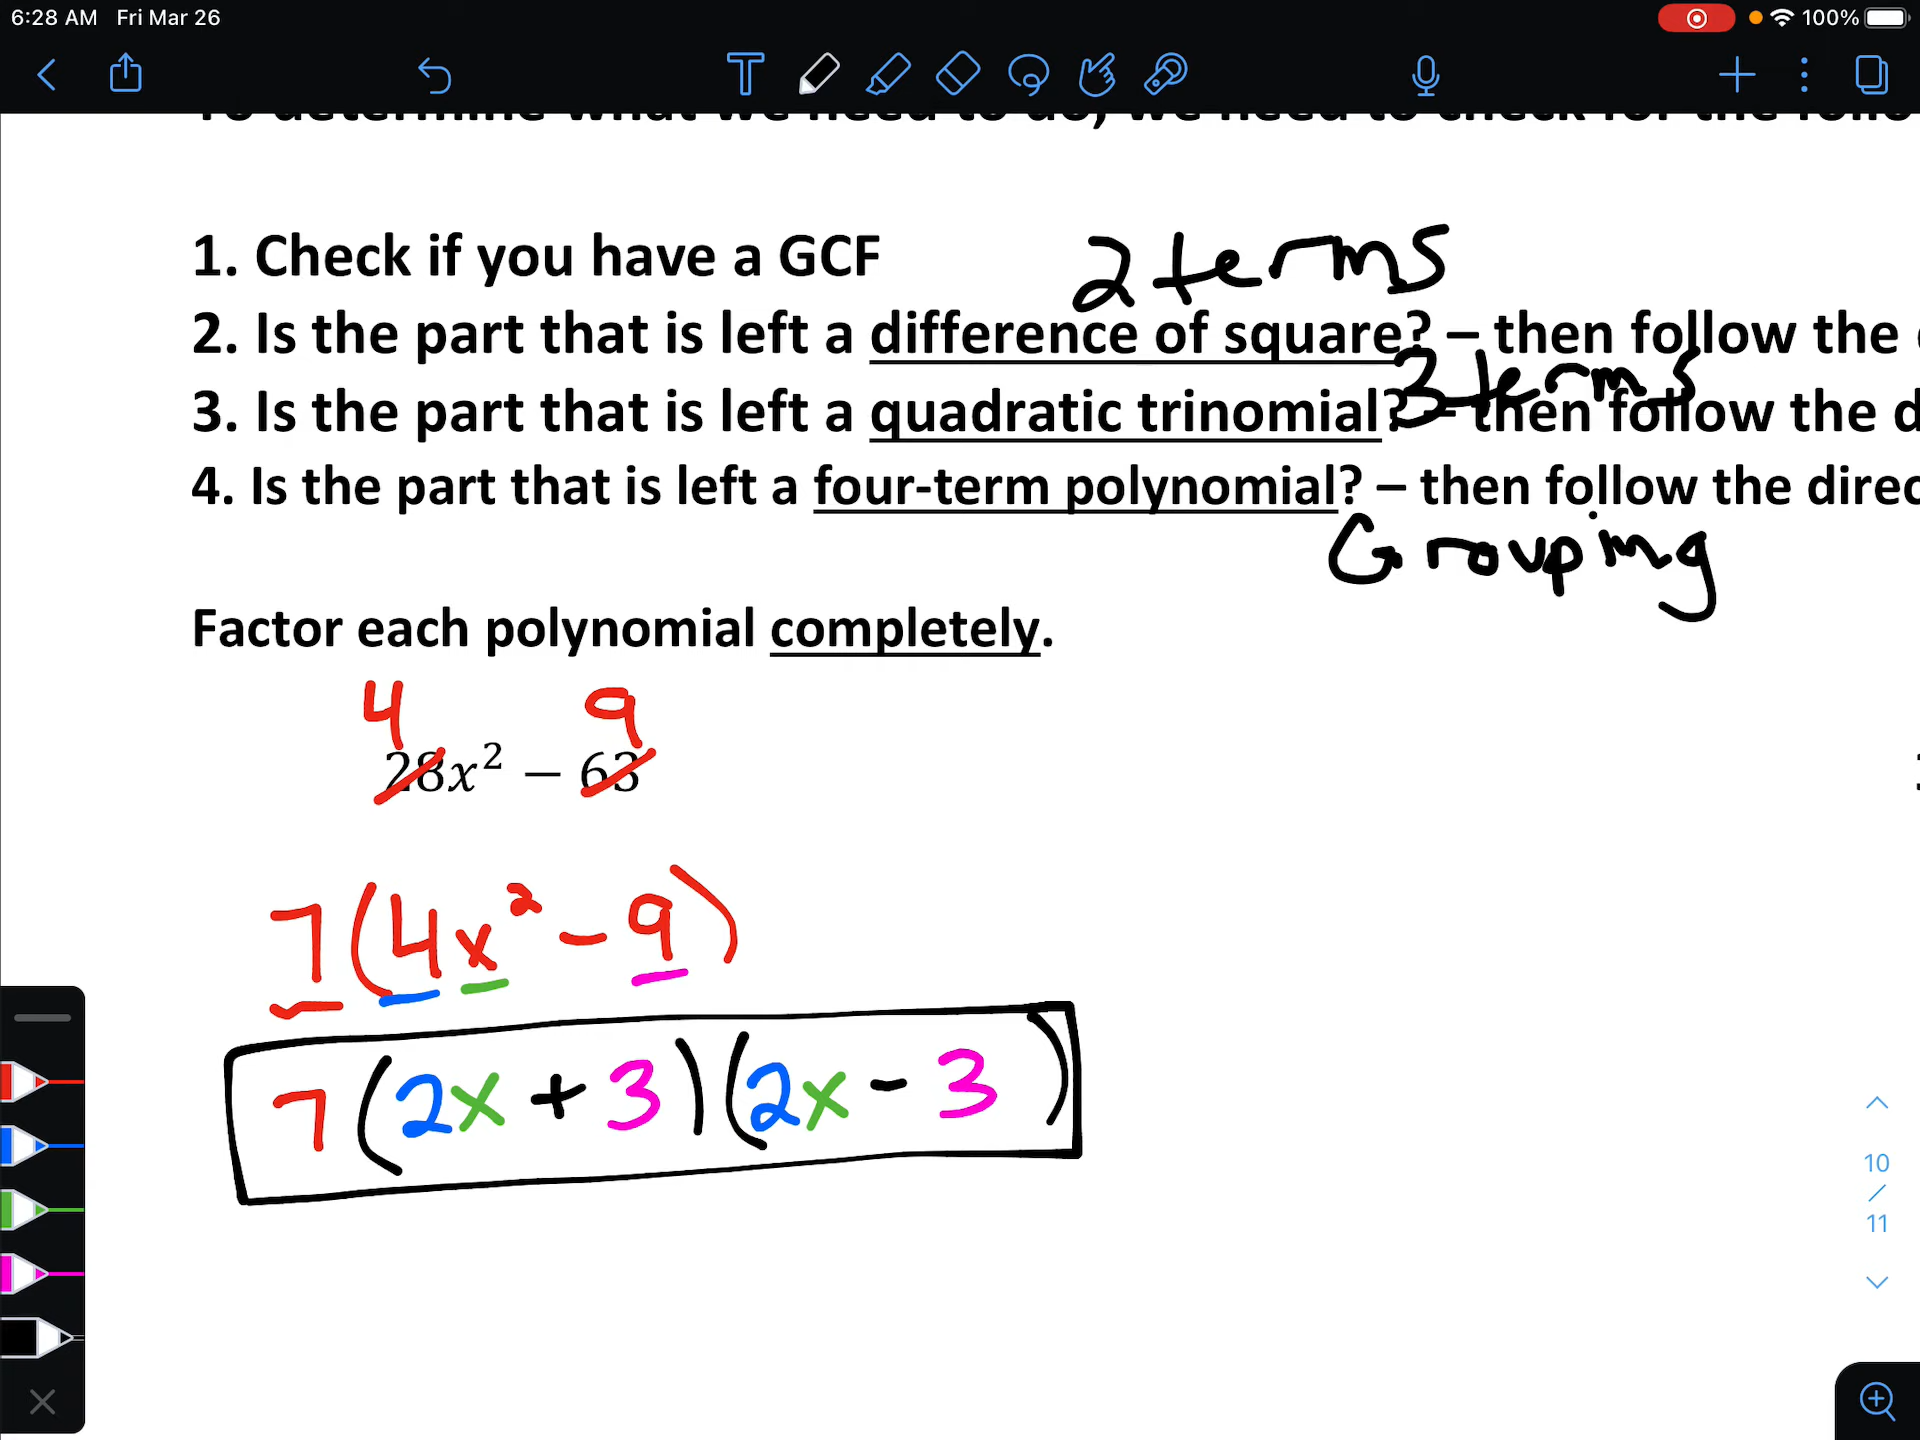 6:28 AM Fri Mar 26
100%
1. Check if you have a GCF
2 terms
2. Is the part that is left a difference of square? – then follow the
3 terms
3. Is the part that is left a quadratic trinomial? – then follow the d
4. Is the part that is left a four-term polynomial? – then follow the direc
Grouping
Factor each polynomial completely.
4 9
28x² – 63
7(4x² - 9)
7(2x + 3)(2x - 3)
10
/
11